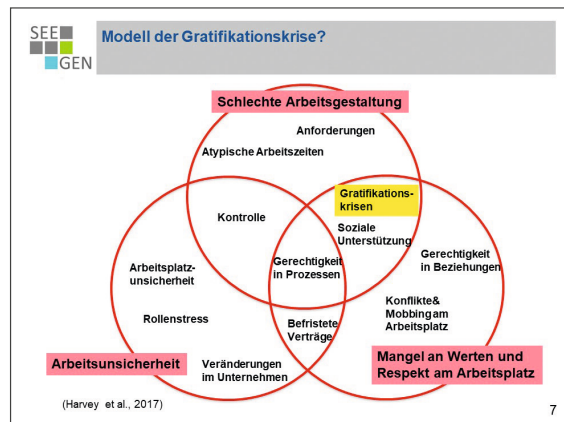 SEE
GEN
Modell der Gratifikationskrise?
Schlechte Arbeitsgestaltung
Anforderungen
Atypische Arbeitszeiten
Gratifikations-
krisen
Kontrolle
Soziale
Unterstützung
Gerechtigkeit
in Prozessen
Gerechtigkeit
in Beziehungen
Arbeitsplatz-
unsicherheit
Rollenstress
Befristete
Verträge
Konflikte&
Mobbing am
Arbeitsplatz
Arbeitsunsicherheit
Veränderungen
im Unternehmen
Mangel an Werten und
Respekt am Arbeitsplatz
(Harvey et al., 2017)
7